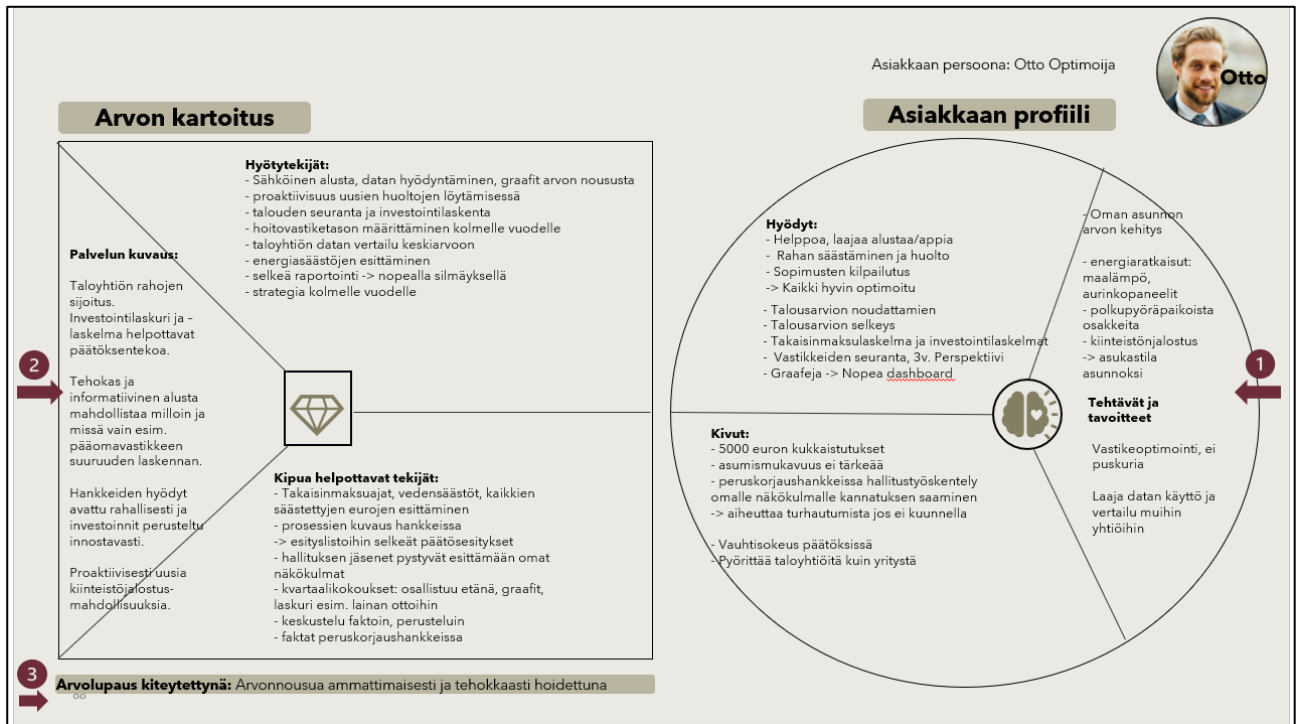 Asiakkaan persoona: Otto Optimoija
Otto
Arvon kartoitus
Asiakkaan profiili
2
Palvelun kuvaus:
Taloyhtiön rahojen
sijoitus.
Investointilaskuri ja –
laskelma helpottavat
päätöksentekoa.
Tehokas ja
informatiivinen alusta
mahdollistaa milloin ja
missä vain esim.
pääomavastikkeen
suuruuden laskennan.
Hankkeiden hyödyt
avattu rahallisesti ja
investoinnit perusteltu
innostavasti.
Proaktiivisesti uusia
kiinteistöjalostus-
mahdollisuuksia.
Hyötytekijät:
- Sähköinen alusta, datan hyödyntäminen, graafit arvon noususta
- proaktiivisuus uusien huoltojen löytämisessä
- talouden seuranta ja investointilaskenta
- hoitovastiketason määrittäminen kolmelle vuodelle
- taloyhtiön datan vertailu keskiarvoon
- energiasäästöjen esittäminen
- selkeä raportointi -> nopealla silmäyksellä
- strategia kolmelle vuodelle
Kipua helpottavat tekijät:
- Takaisinmaksuajat, vedensäästöt, kaikkien
säästettyjen eurojen esittäminen
- prosessien kuvaus hankkeissa
-> esityslistoihin selkeät päätösesitykset
- hallituksen jäsenet pystyvät esittämään omat
näkökulmat
- kvartaalikokoukset: osallistuu etänä, graafit,
laskuri esim. lainan ottoihin
- keskustelu faktoin, perusteluin
- faktat peruskorjaushankkeissa
Hyödyt:
- Helppoa, laajaa alustaa/appia
- Rahan säästäminen ja huolto
- Sopimusten kilpailutus
-> Kaikki hyvin optimoitu
- Talousarvion noudattamien
- Talousarvion selkeys
- Takaisinmaksulaskelma ja investointilaskelmat
- Vastikkeiden seuranta, 3v. Perspektiivi
- Graafeja -> Nopea dashboard
Kivut:
- 5000 euron kukkaistutukset
- asumismukavuus ei tärkeää
- peruskorjaushankkeissa hallitustyöskentely
omalle näkökulmalle kannatuksen saaminen
-> aiheuttaa turhautumista jos ei kuunnella
- Vauhtisokeus päätöksissä
- Pyörittää taloyhtiöitä kuin yritystä
- Oman asunnon
arvon kehitys
- energiaratkaisut:
maalämpö,
aurinkopaneelit
- polkupyöräpaikoista
osakkeita
- kiinteistönjalostus
-> asukastila
asunnoksi
1
Tehtävät ja
tavoitteet
Vastikeoptimointi, ei
puskuria
Laaja datan käyttö ja
vertailu muihin
yhtiöihin
3
Arvolupaus kiteytettynä: Arvonnousua ammattimaisesti ja tehokkaasti hoidettuna